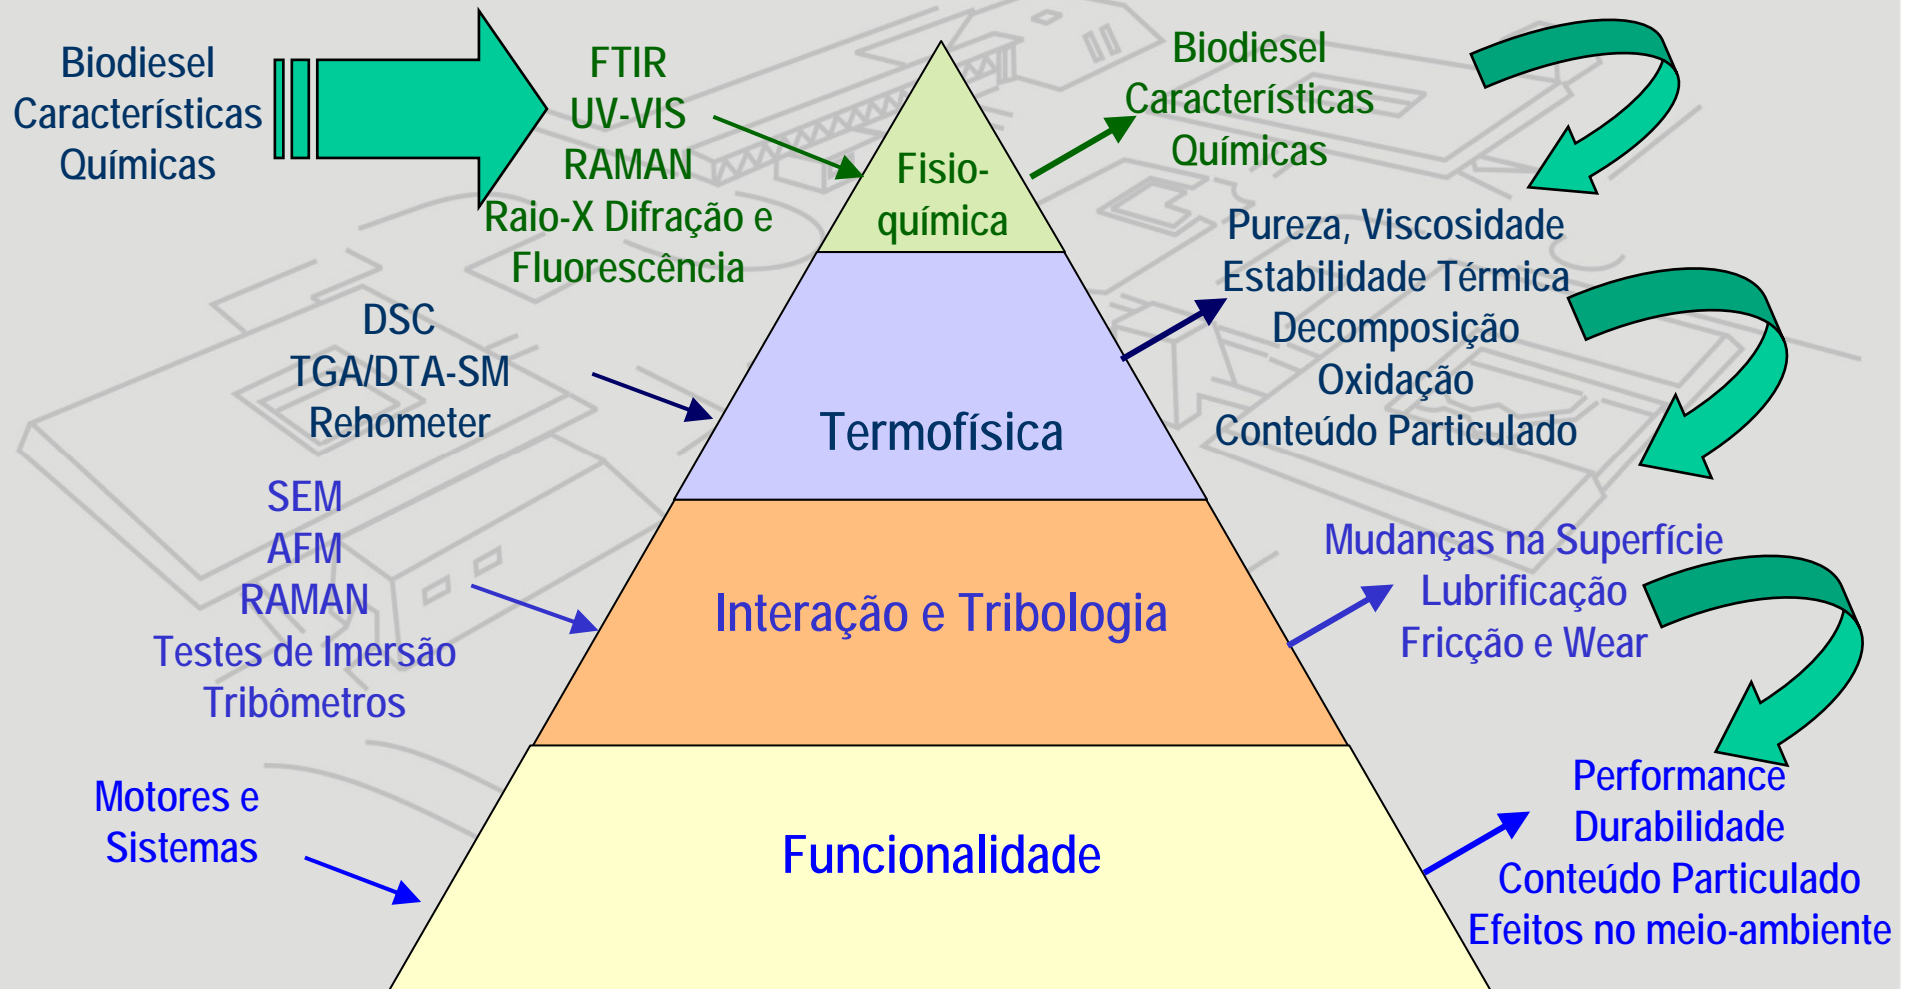 Biodiesel
Características
Químicas
FTIR
UV-VIS
RAMAN
Raio-X Difração e
Fluorescência
Fisio-
química
Biodiesel
Características
Químicas
DSC
TGA/DTA-SM
Rehometer
Termofísica
Pureza, Viscosidade
Estabilidade Térmica
Decomposição
Oxidação
Conteúdo Particulado
SEM
AFM
RAMAN
Testes de Imersão
Tribômetros
Interação e Tribologia
Mudanças na Superfície
Lubrificação
Fricção e Wear
Motores e
Sistemas
Funcionalidade
Performance
Durabilidade
Conteúdo Particulado
Efeitos no meio-ambiente